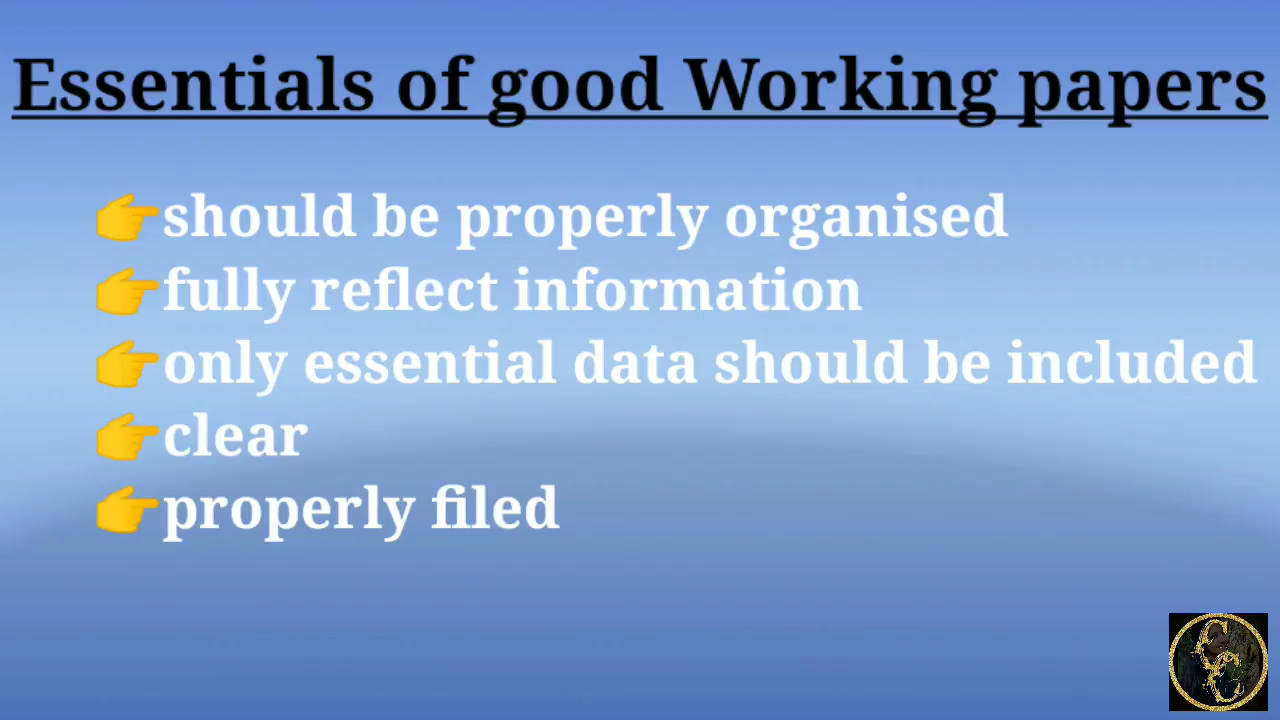 Essentials of good Working papers
👉should be properly organised
👉fully reflect information
👉only essential data should be included
👉clear
👉properly filed